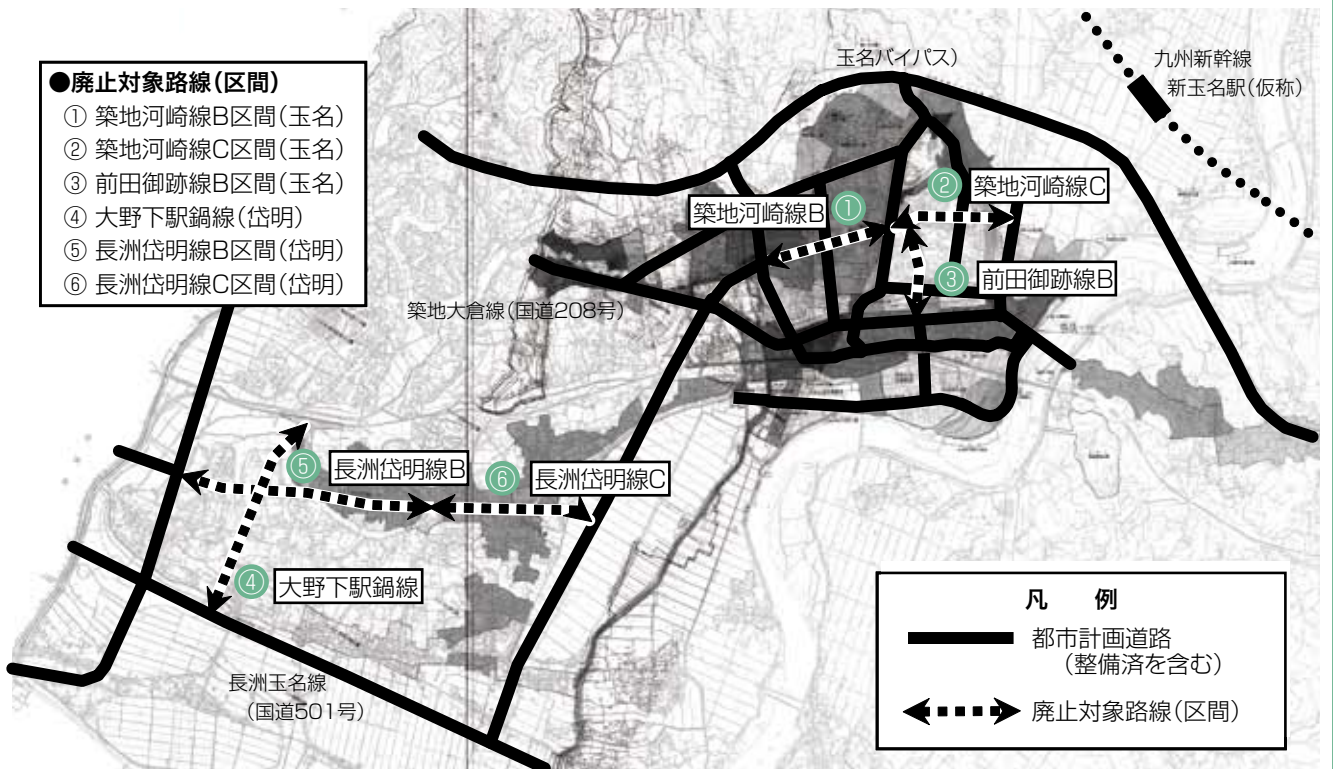 ●廃止対象路線(区間)
① 築地河崎線B区間(玉名)
② 築地河崎線C区間(玉名)
③ 前田御跡線B区間(玉名)
④ 大野下駅鍋線(岱明)
⑤ 長洲岱明線B区間(岱明)
⑥ 長洲岱明線C区間(岱明)
玉名バイパス)
九州新幹線
新玉名駅(仮称)
築地河崎線B ①
② 築地河崎線C
③ 前田御跡線B
築地大倉線(国道208号)
⑤ 長洲岱明線B
⑥ 長洲岱明線C
④ 大野下駅鍋線
長洲玉名線
(国道501号)
凡 例
都市計画道路
(整備済を含む)
廃止対象路線(区間)